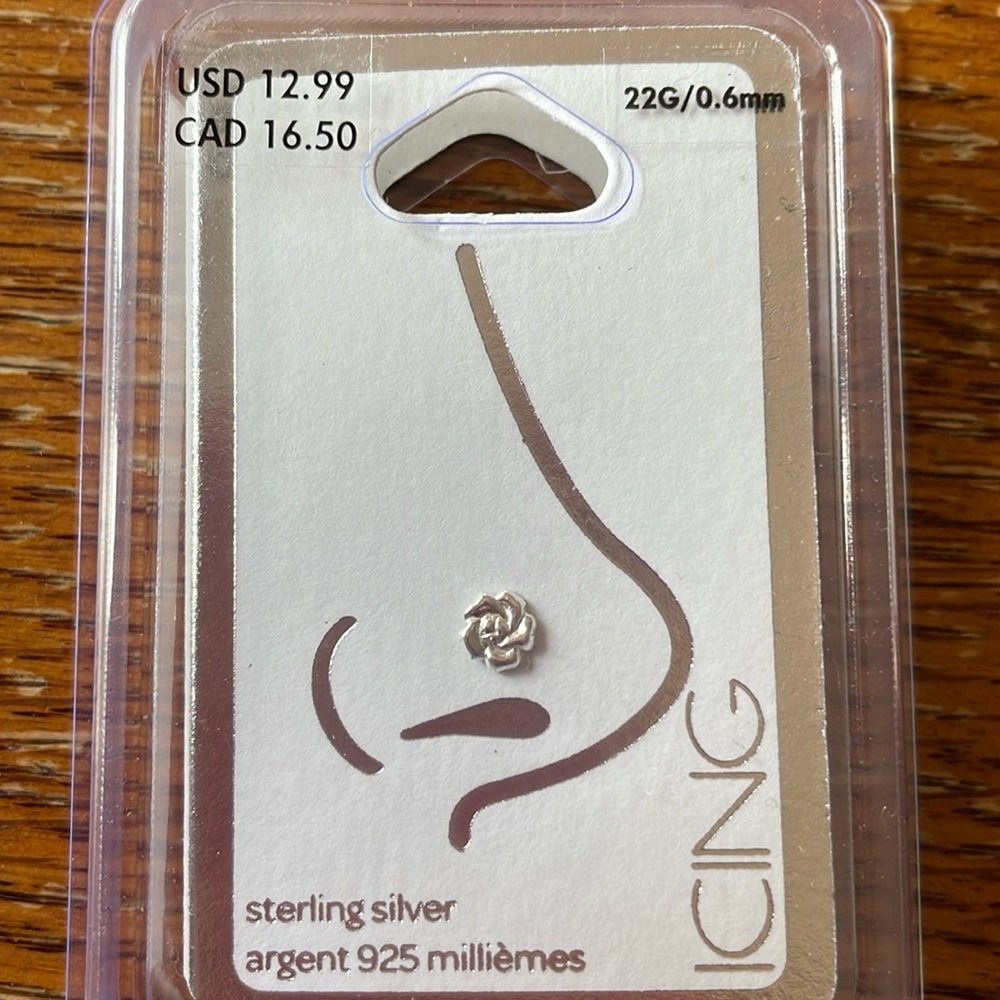 USD 12.99
CAD 16.50
22G/0.6mm
ICING
sterling silver
argent 925 millièmes